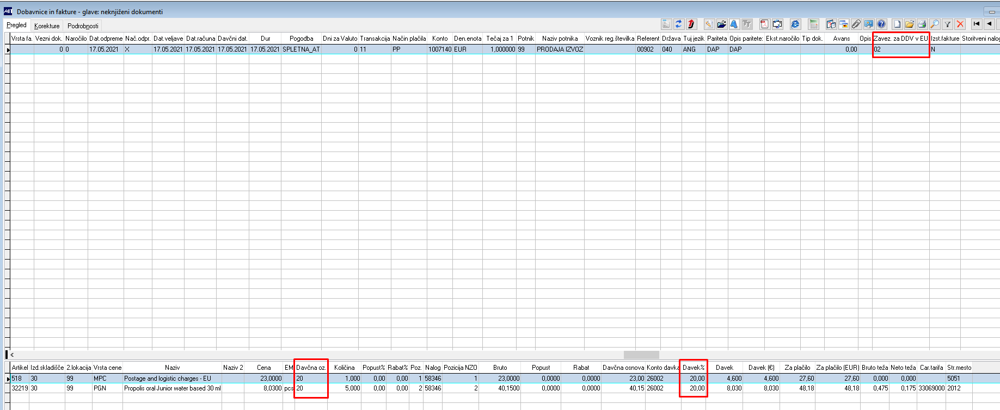 MIT Dobavnice in fakture - glave: neknjiženi dokumenti
Pregled Korekture Podrobnosti
Vrsta fa. Vezni dok. Naročilo Dat.odpreme Nač.odpr. Dat.veljave Dat.računa Davčni dat. Dur Pogodba Dni za Valuto Transakcija Način plačila Konto Den.enota Tečaj za 1 Potnik Naziv potnika Voznik reg.številka Referent Država Tuj jezik Pariteta Opis paritete: Ekst.naročilo Tip dok. Avans Opis Zavez. za DDV v EU Izst.fakture Storitveni nalog
0 0 17.05.2021 X 17.05.2021 17.05.2021 17.05.2021 17.05.2021 SPLETNA_AT 0 11 PP 1007140 EUR 1,000000 99 PRODAJA IZVOZ 00902 040 ANG DAP DAP 0,00 02 N
Artikel Izd.skladišče 2.lokacija Vrsta cene Naziv Naziv 2 Cena EM Davčna oz. Količina Popust% Rabat% Poz. Nalog Pozicija NZO Bruto Popust Rabat Davčna osnova Konto davka Davek% Davek Davek (€) Za plačilo Za plačilo (EUR) Bruto teža Neto teža Car.tarifa Str.mesto
518 30 99 MPC Postage and logistic charges - EU 23,0000 20 1,000 0,00 0,00 1 58346 1 23,0000 0,0000 0,0000 23,00 26002 20,00 4,600 4,600 27,60 27,60 0,000 0,000 5051
32219 30 99 PGN Propolis oral Junior water based 30 ml 8,0300 pcs 20 5,000 0,00 0,00 2 58346 2 40,1500 0,0000 0,0000 40,15 26002 20,00 8,030 8,030 48,18 48,18 0,475 0,175 33069000 2012